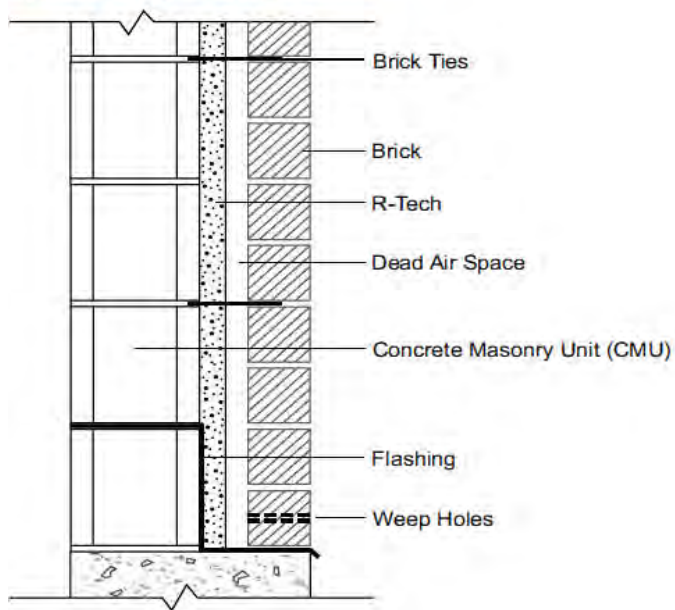 Brick Ties
Brick
R-Tech
Dead Air Space
Concrete Masonry Unit (CMU)
Flashing
Weep Holes